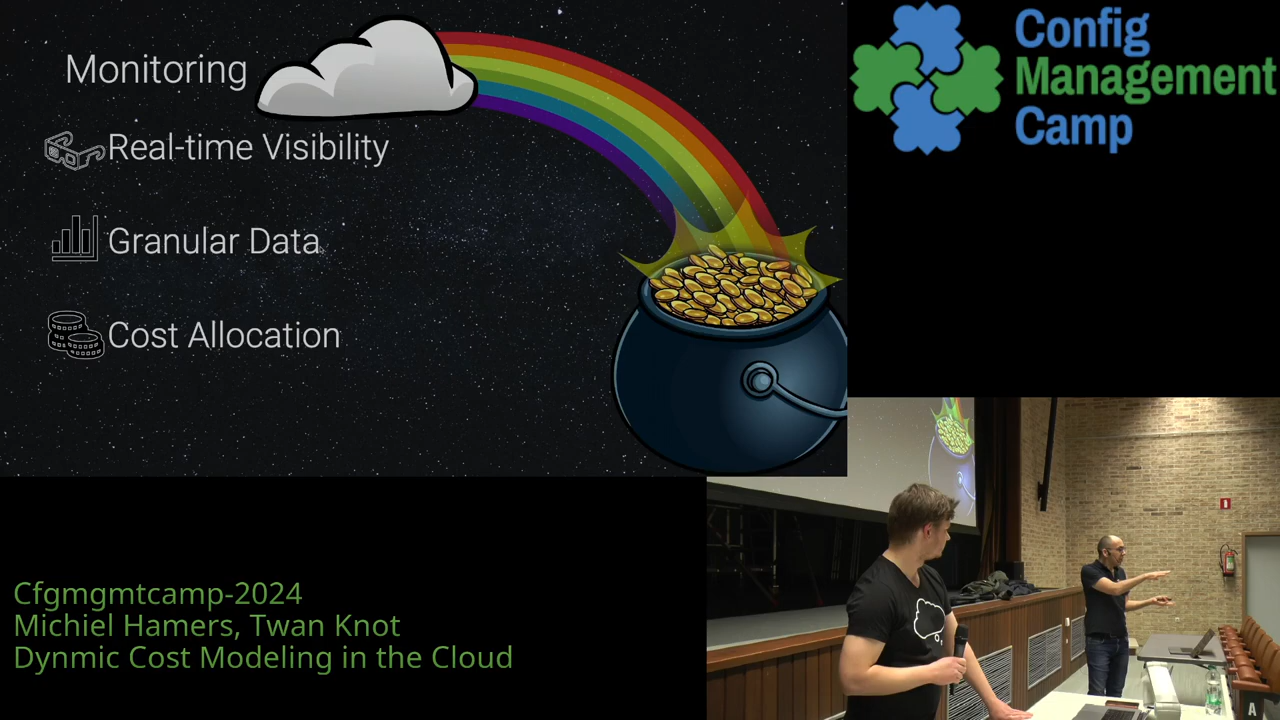 Monitoring
Real-time Visibility
Granular Data
Cost Allocation
Config
Management
Camp
Cfgmgmtcamp-2024
Michiel Hamers, Twan Knot
Dynmic Cost Modeling in the Cloud
A